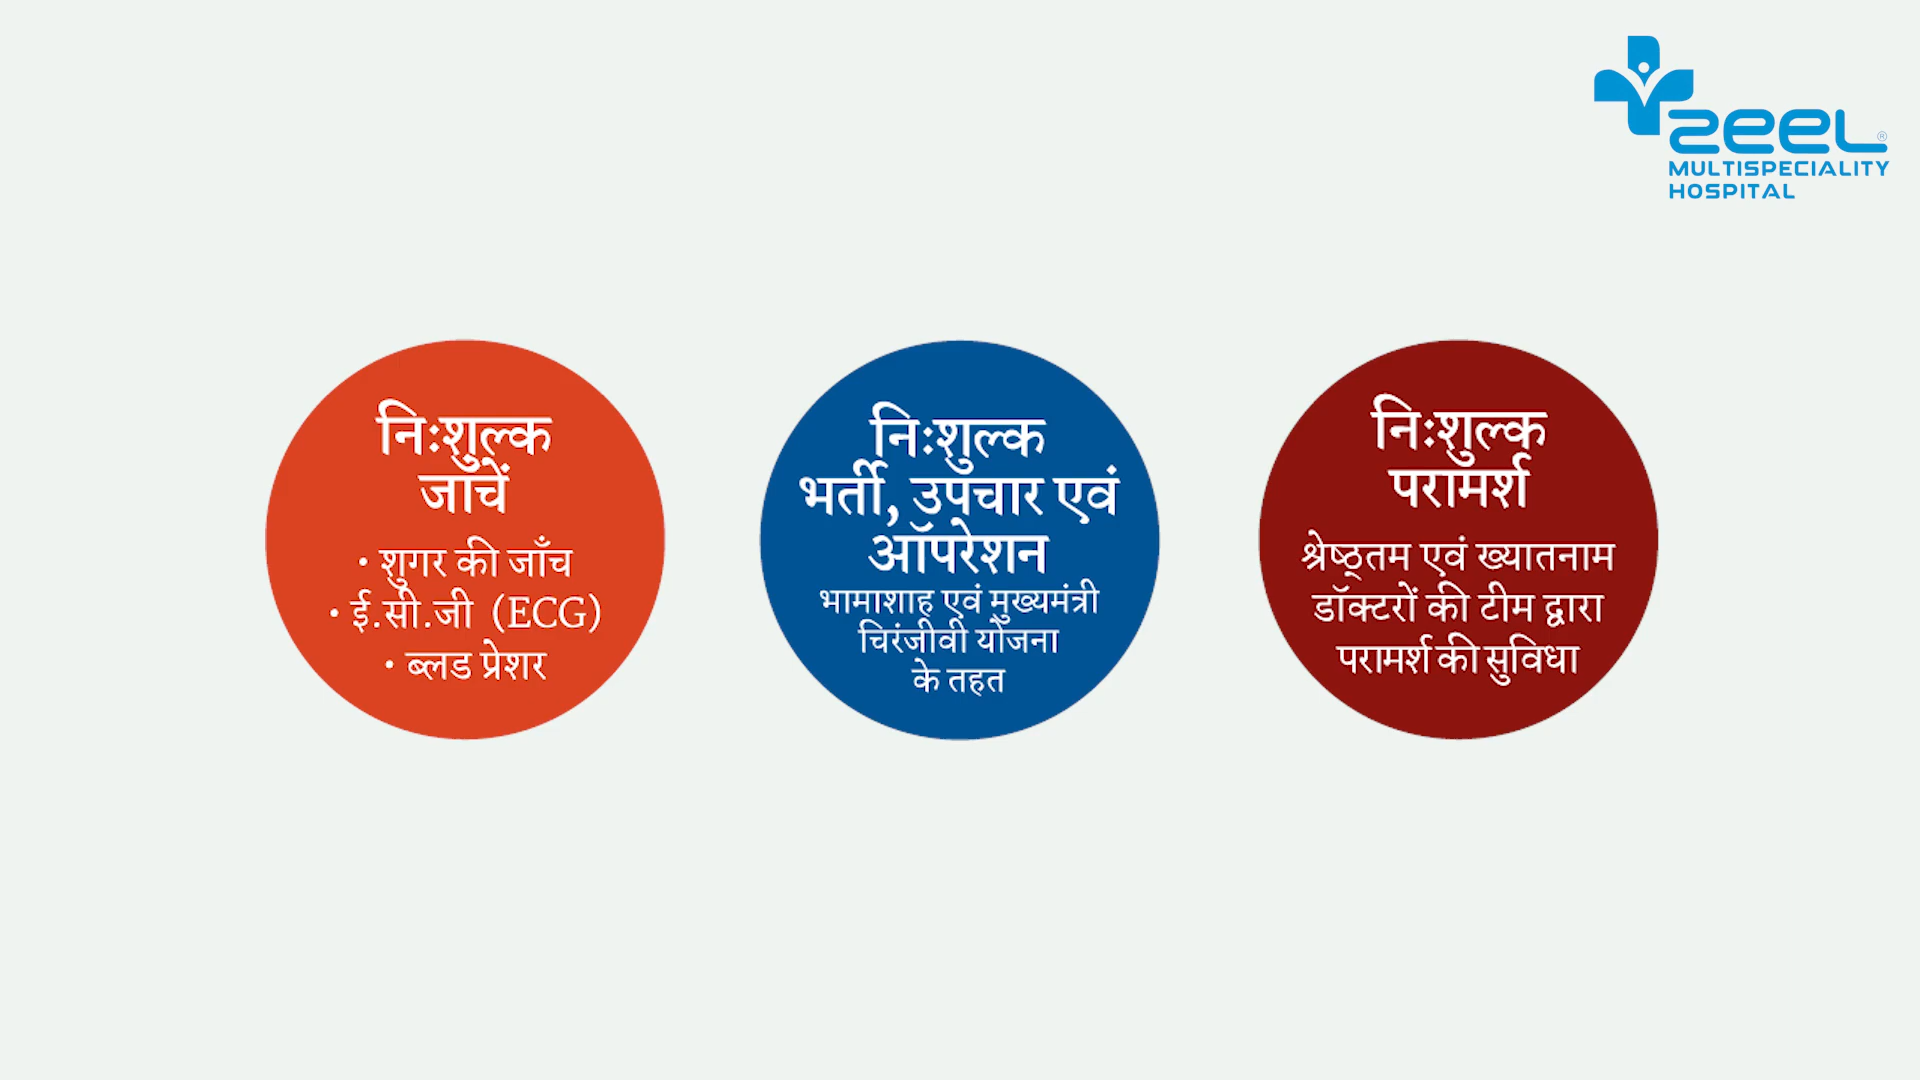 zeel®
MULTISPECIALITY
HOSPITAL
निःशुल्क
जाचें
• शुगर की जाँच
• ई.सी.जी (ECG)
• ब्लड प्रेशर
निःशुल्क
भर्ती, उपचार एवं
ऑपरेशन
भामाशाह एवं मुख्यमंत्री
चिरंजीवी योजना
के तहत
निःशुल्क
परामर्श
श्रेष्ठ्तम एवं ख्यातनाम
डॉक्टरों की टीम द्वारा
परामर्श की सुविधा